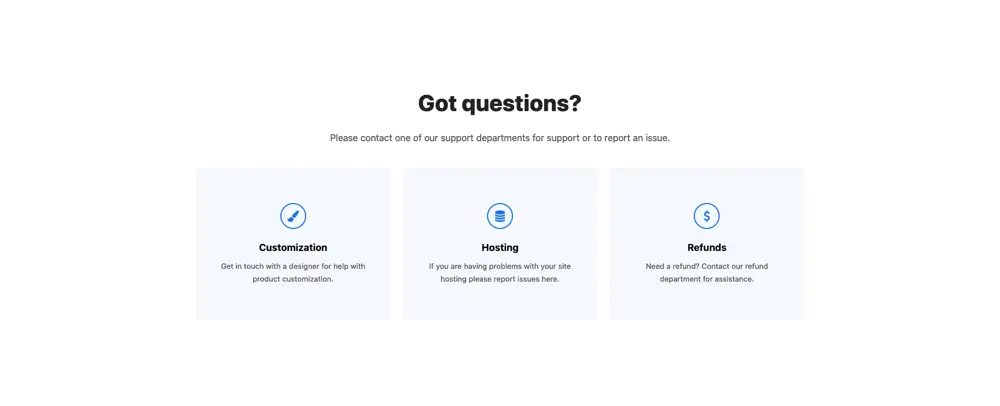 Got questions?
Please contact one of our support departments for support or to report an issue.
Customization
Get in touch with a designer for help with
product customization.
Hosting
If you are having problems with your site
hosting please report issues here.
Refunds
Need a refund? Contact our refund
department for assistance.